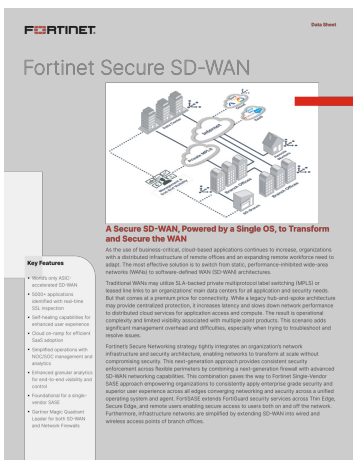 Data Sheet
FORTINET
Fortinet Secure SD-WAN
Data Center
Internet
Private MPLS
Branch Offices
Branch Offices
A Secure SD-WAN, Powered by a Single OS, to Transform
and Secure the WAN
As the use of business-critical, cloud-based applications continues to increase, organizations
with a distributed infrastructure of remote offices and an expanding remote workforce need to
adapt. The most effective solution is to switch from static, performance-inhibited wide-area
networks (WANs) to software-defined WAN (SD-WAN) architectures.
Traditional WANs may utilize SLA-backed private multiprotocol label switching (MPLS) or
leased line links to an organizations' main data centers for all application and security needs.
But that comes at a premium price for connectivity. While a legacy hub-and-spoke architecture
may provide centralized protection, it increases latency and slows down network performance
to distributed cloud services for application access and compute. The result is operational
complexity and limited visibility associated with multiple point products. This scenario adds
significant management overhead and difficulties, especially when trying to troubleshoot and
resolve issues.
Fortinet's Secure Networking strategy tightly integrates an organization's network
infrastructure and security architecture, enabling networks to transform at scale without
compromising security. This next-generation approach provides consistent security
enforcement across flexible perimeters by combining a next-generation firewall with advanced
SD-WAN networking capabilities. This combination paves the way to Fortinet Single-Vendor
SASE approach empowering organizations to consistently apply enterprise grade security and
superior user experience across all edges converging networking and security across a unified
operating system and agent. FortiSASE extends FortiGuard security services across Thin Edge,
Secure Edge, and remote users enabling secure access to users both on and off the network.
Furthermore, infrastructure networks are simplified by extending SD-WAN into wired and
wireless access points of branch offices.
Key Features
• World's only ASIC-
accelerated SD-WAN
• 5000+ applications
identified with real-time
SSL inspection
• Self-healing capabilities for
enhanced user experience
• Cloud on-ramp for efficient
SaaS adoption
• Simplified operations with
NOC/SOC management and
analytics
• Enhanced granular analytics
for end-to-end visibility and
control
• Foundational for a single-
vendor SASE
• Gartner Magic Quadrant
Leader for both SD-WAN
and Network Firewalls